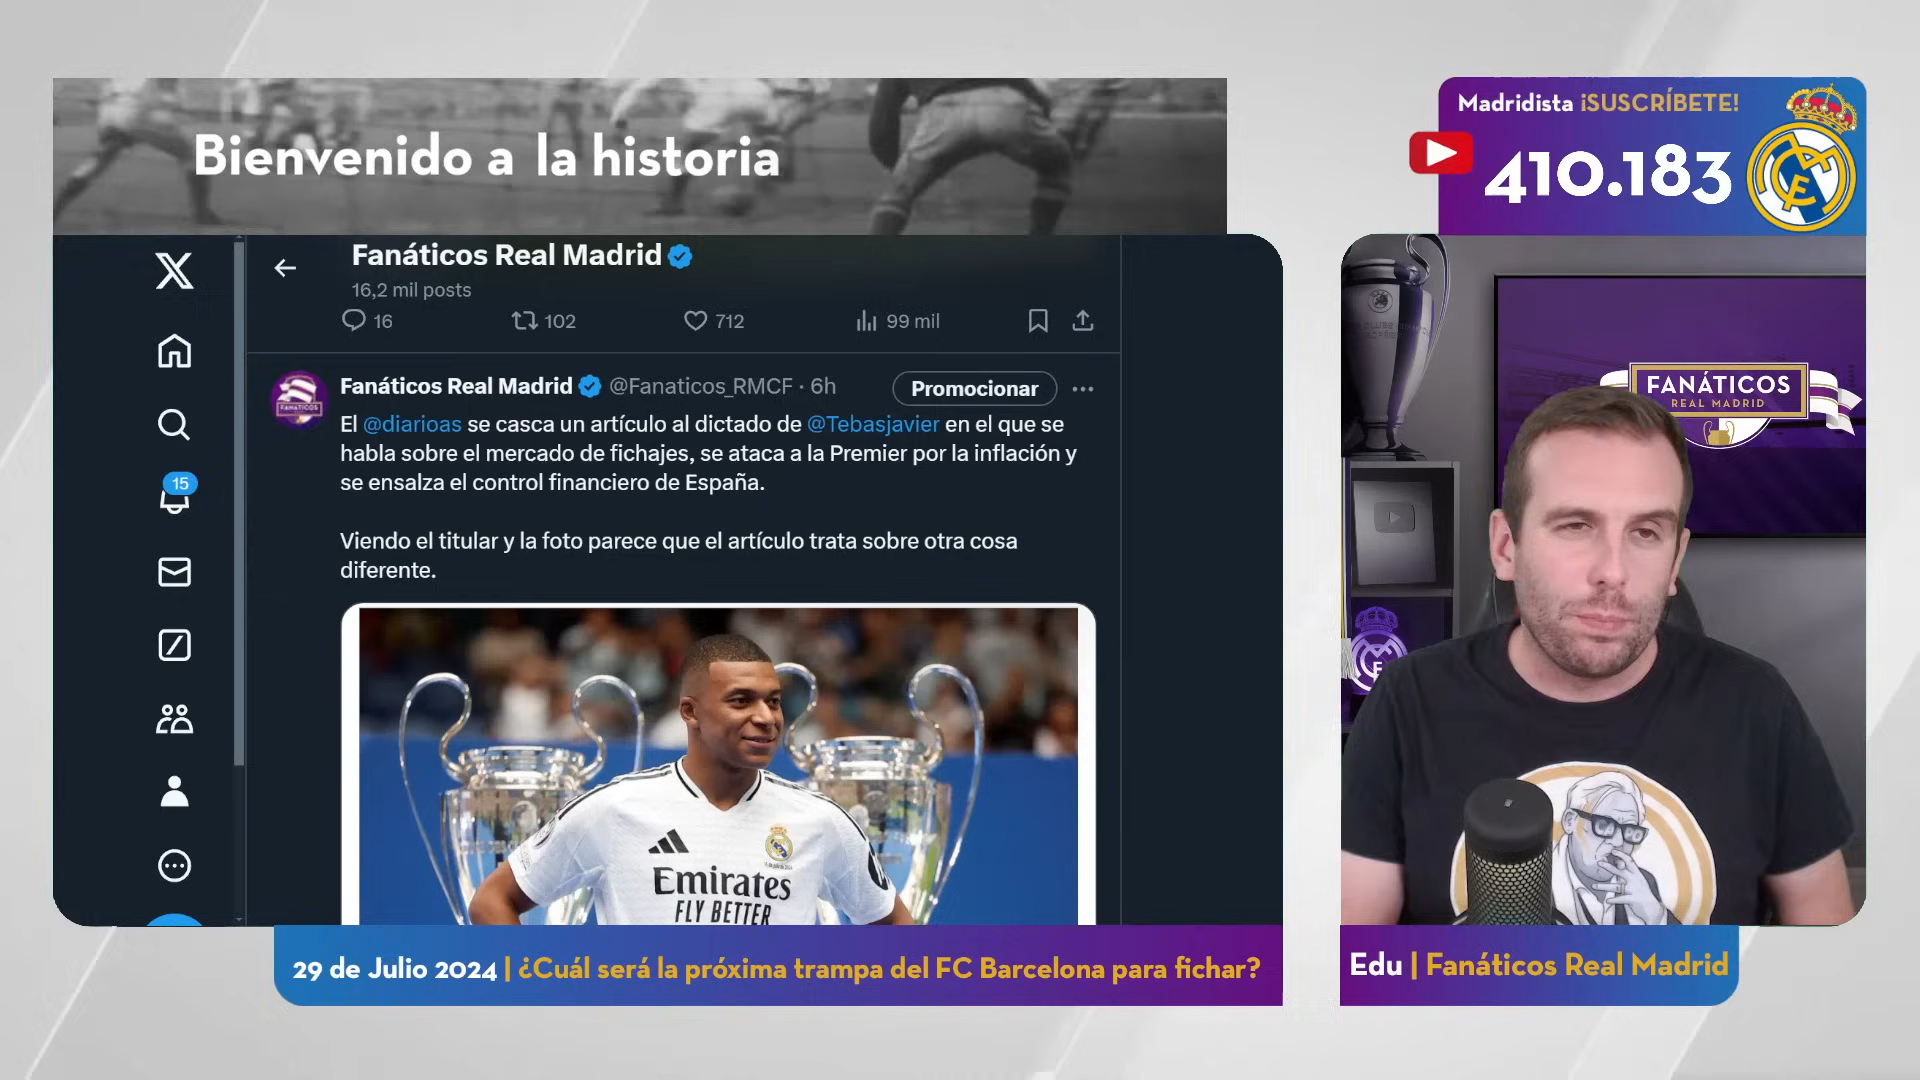 Bienvenido a la historia
Madridista ¡SUSCRÍBETE!
410.183
Fanáticos Real Madrid
16,2 mil posts
16
102
712
99 mil
Fanáticos Real Madrid @Fanaticos_RMCF · 6h
Promocionar
El @diarioas se casca un artículo al dictado de @Tebasjavier en el que se
habla sobre el mercado de fichajes, se ataca a la Premier por la inflación y
se ensalza el control financiero de España.
Viendo el titular y la foto parece que el artículo trata sobre otra cosa
diferente.
15
FANÁTICOS
Emirates
FLY BETTER
FANÁTICOS
REAL MADRID
29 de Julio 2024 | ¿Cuál será la próxima trampa del FC Barcelona para fichar?
Edu | Fanáticos Real Madrid